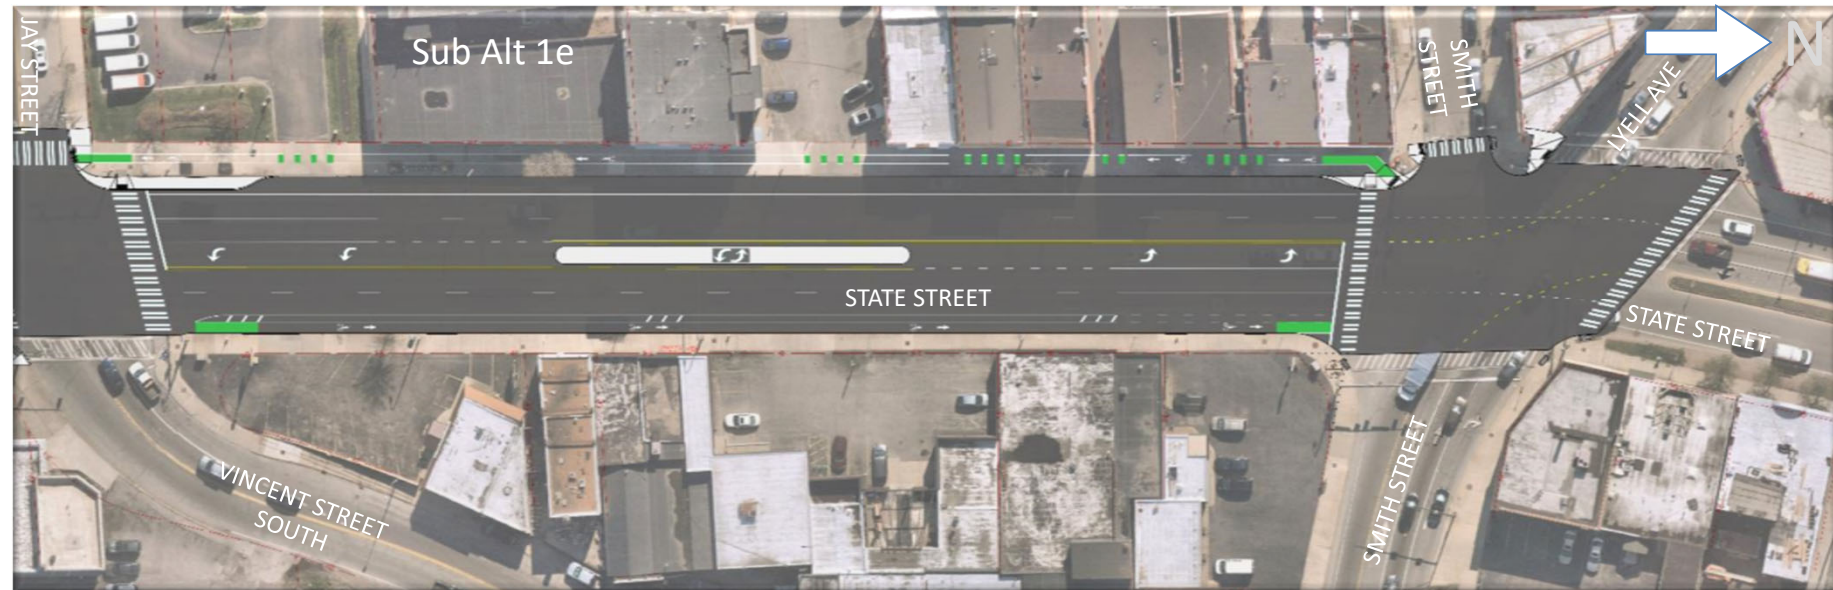 JAY STREET
Sub Alt 1e
SMITH
STREET
LYELL AVE
N
STATE STREET
STATE STREET
VINCENT STREET
SOUTH
SMITH STREET